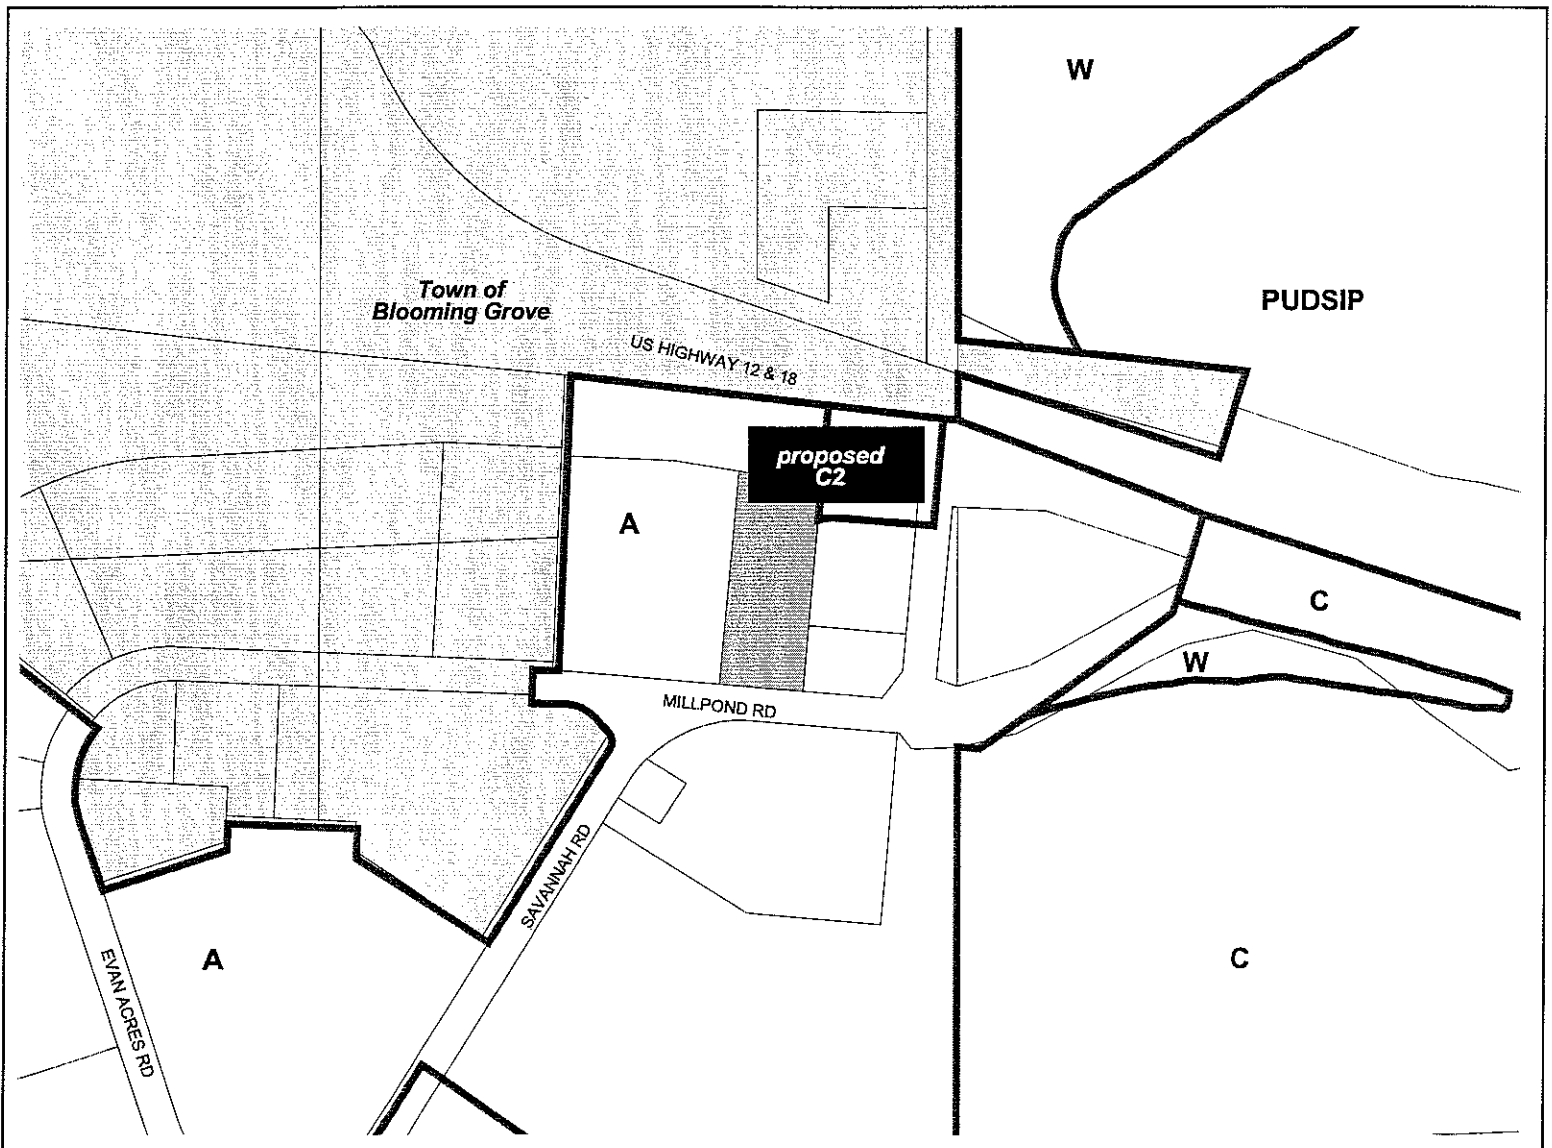 W
Town of
Blooming Grove
PUDSIP
US HIGHWAY 12 & 18
proposed
C2
A
C
W
MILLPOND RD
SAVANNAH RD
A
C
EVAN ACRES RD